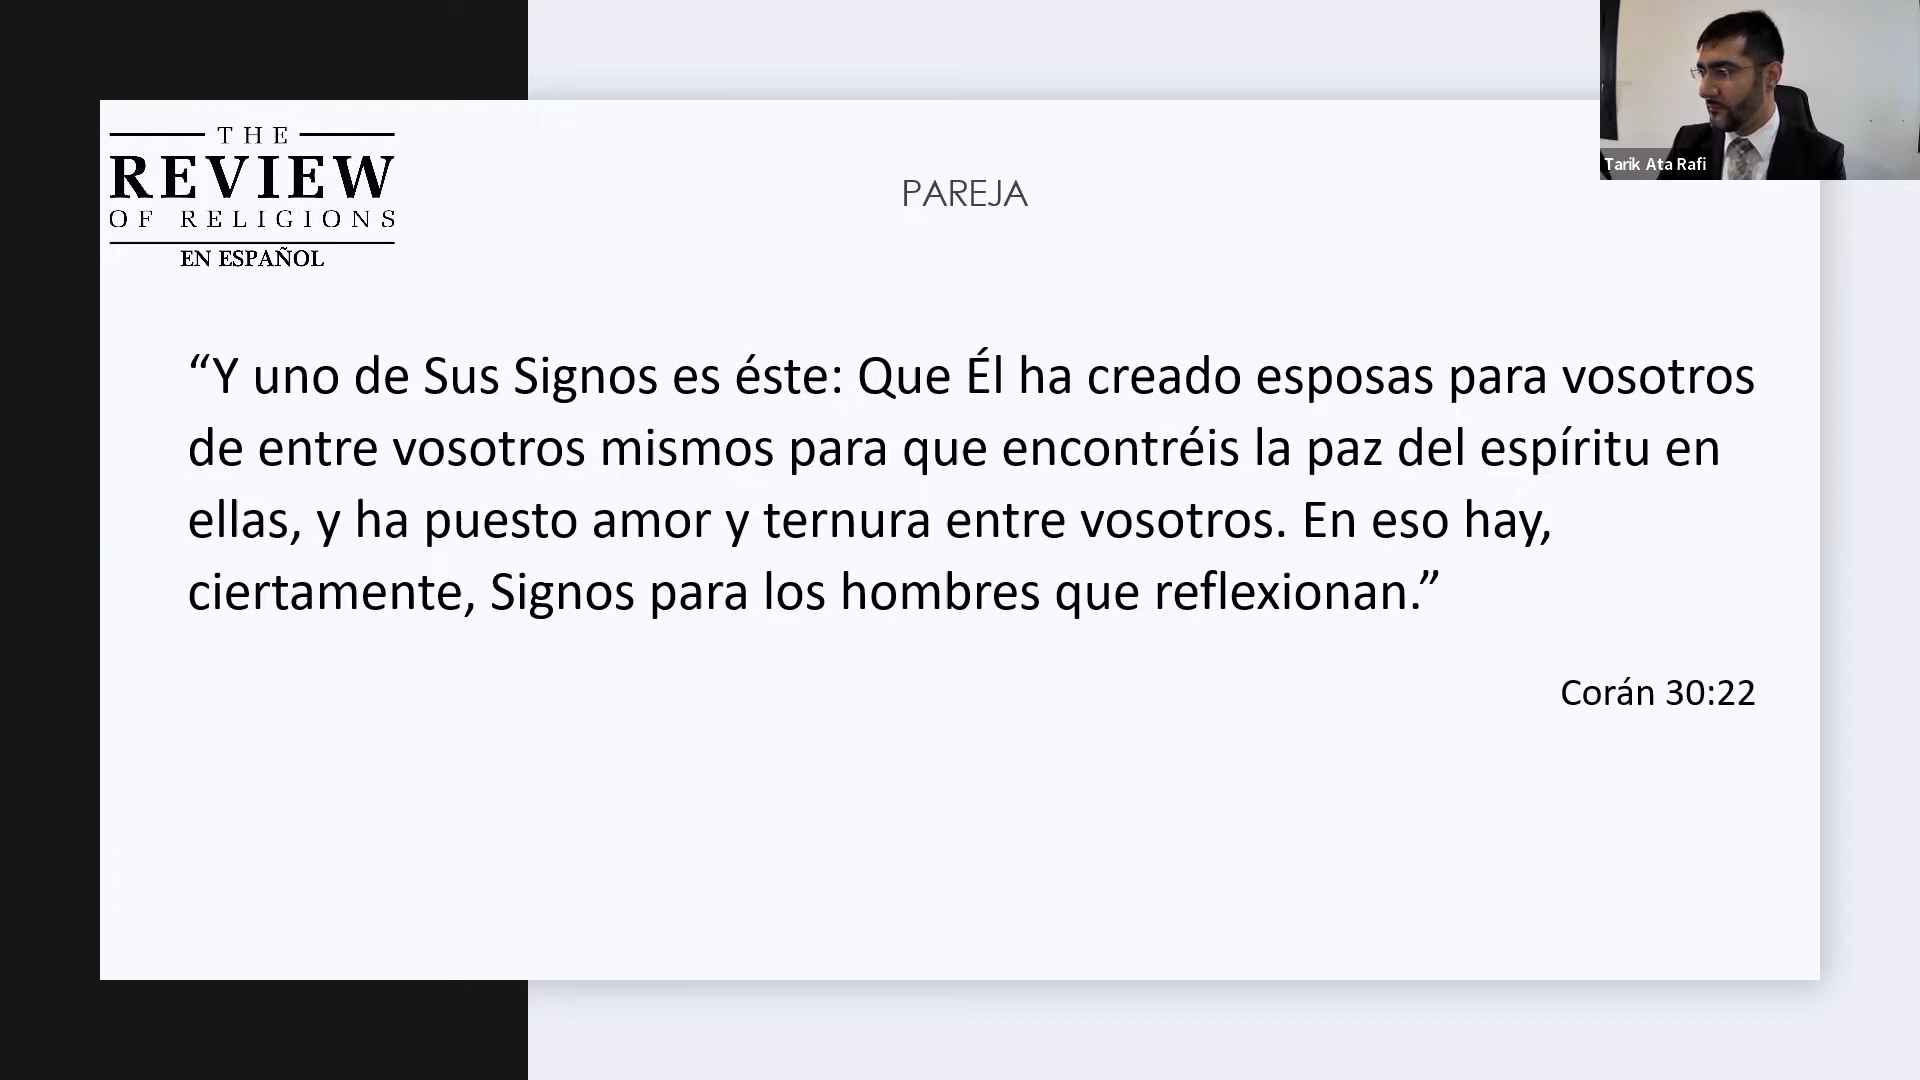 THE
REVIEW
OF RELIGIONS
EN ESPAÑOL
PAREJA
Tarik Ata Rafi
“Y uno de Sus Signos es éste: Que Él ha creado esposas para vosotros
de entre vosotros mismos para que encontréis la paz del espíritu en
ellas, y ha puesto amor y ternura entre vosotros. En eso hay,
ciertamente, Signos para los hombres que reflexionan.”
Corán 30:22